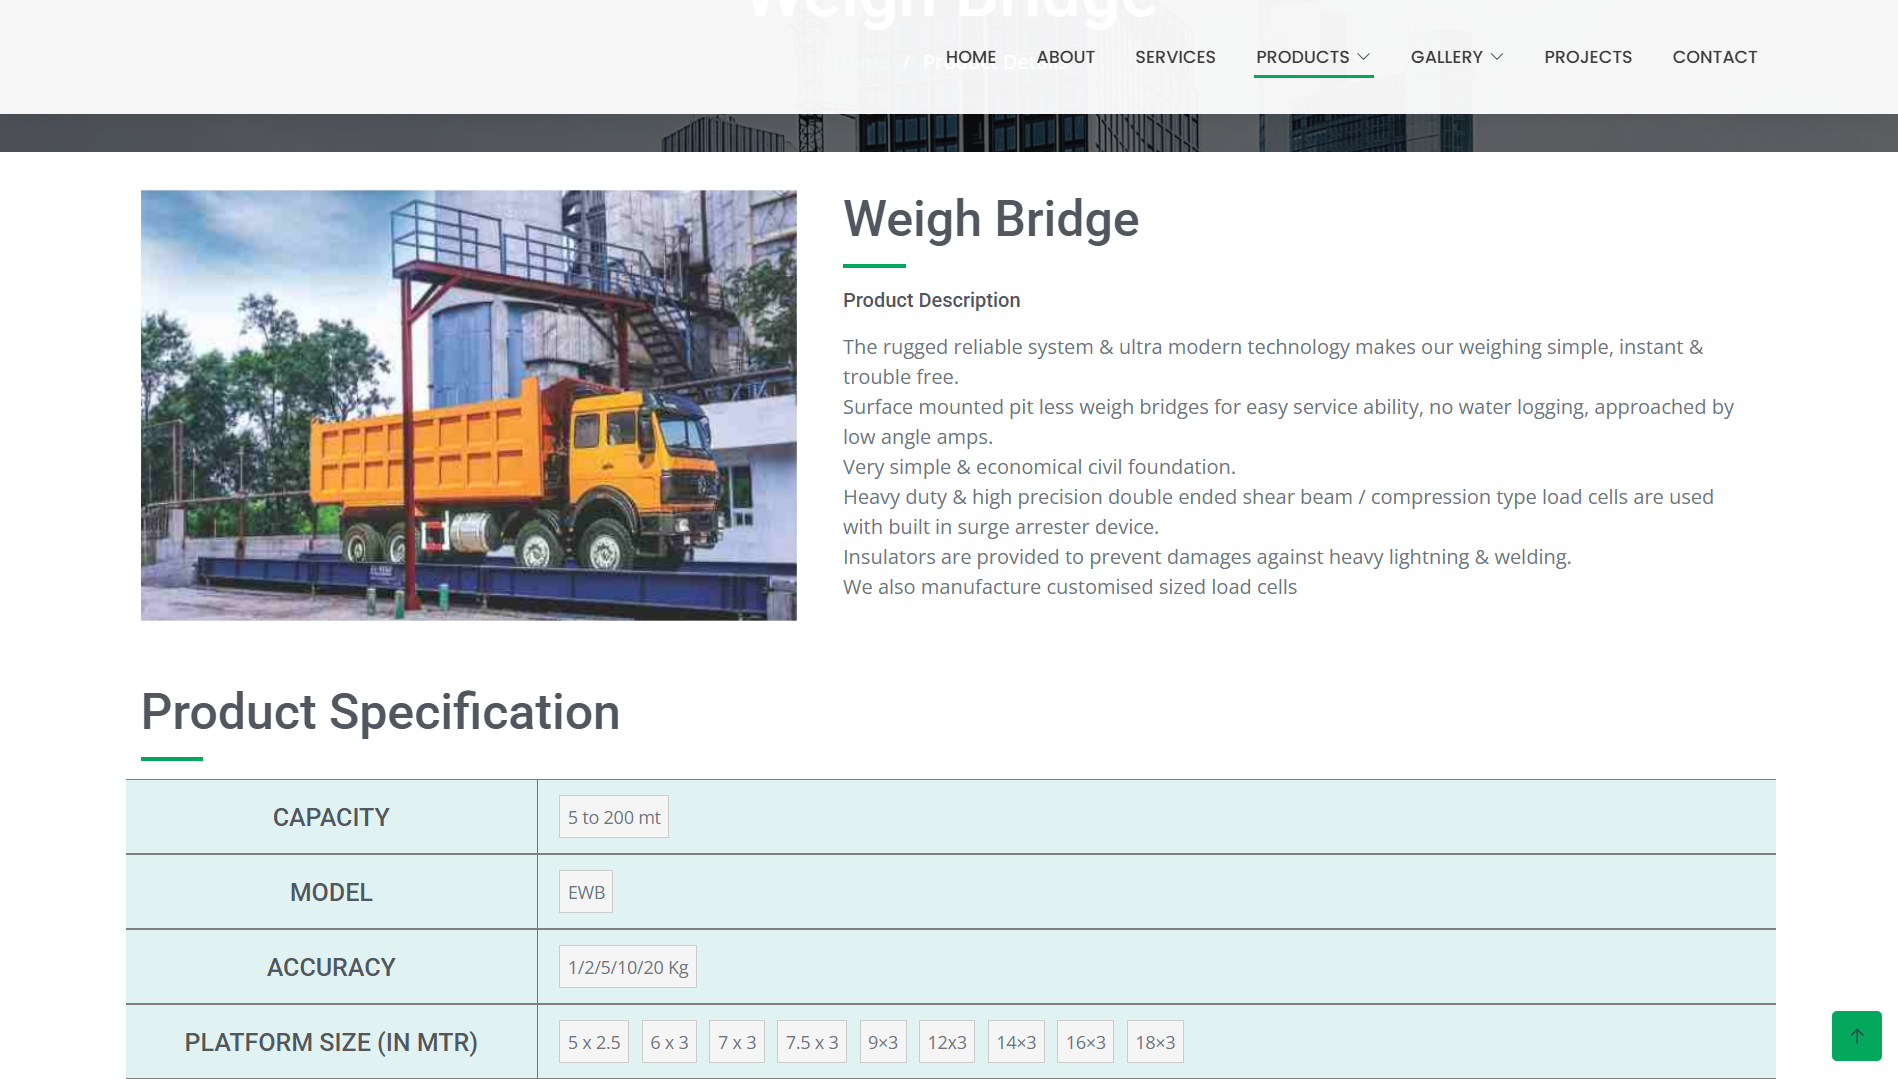 Weigh Bridge
/ Product Details
HOME ABOUT SERVICES PRODUCTS GALLERY PROJECTS CONTACT
Weigh Bridge
Product Description
The rugged reliable system & ultra modern technology makes our weighing simple, instant &
trouble free.
Surface mounted pit less weigh bridges for easy service ability, no water logging, approached by
low angle amps.
Very simple & economical civil foundation.
Heavy duty & high precision double ended shear beam / compression type load cells are used
with built in surge arrester device.
Insulators are provided to prevent damages against heavy lightning & welding.
We also manufacture customised sized load cells
Product Specification
CAPACITY 5 to 200 mt
MODEL EWB
ACCURACY 1/2/5/10/20 Kg
PLATFORM SIZE (IN MTR) 5 x 2.5 6 x 3 7 x 3 7.5 x 3 9×3 12x3 14×3 16×3 18×3